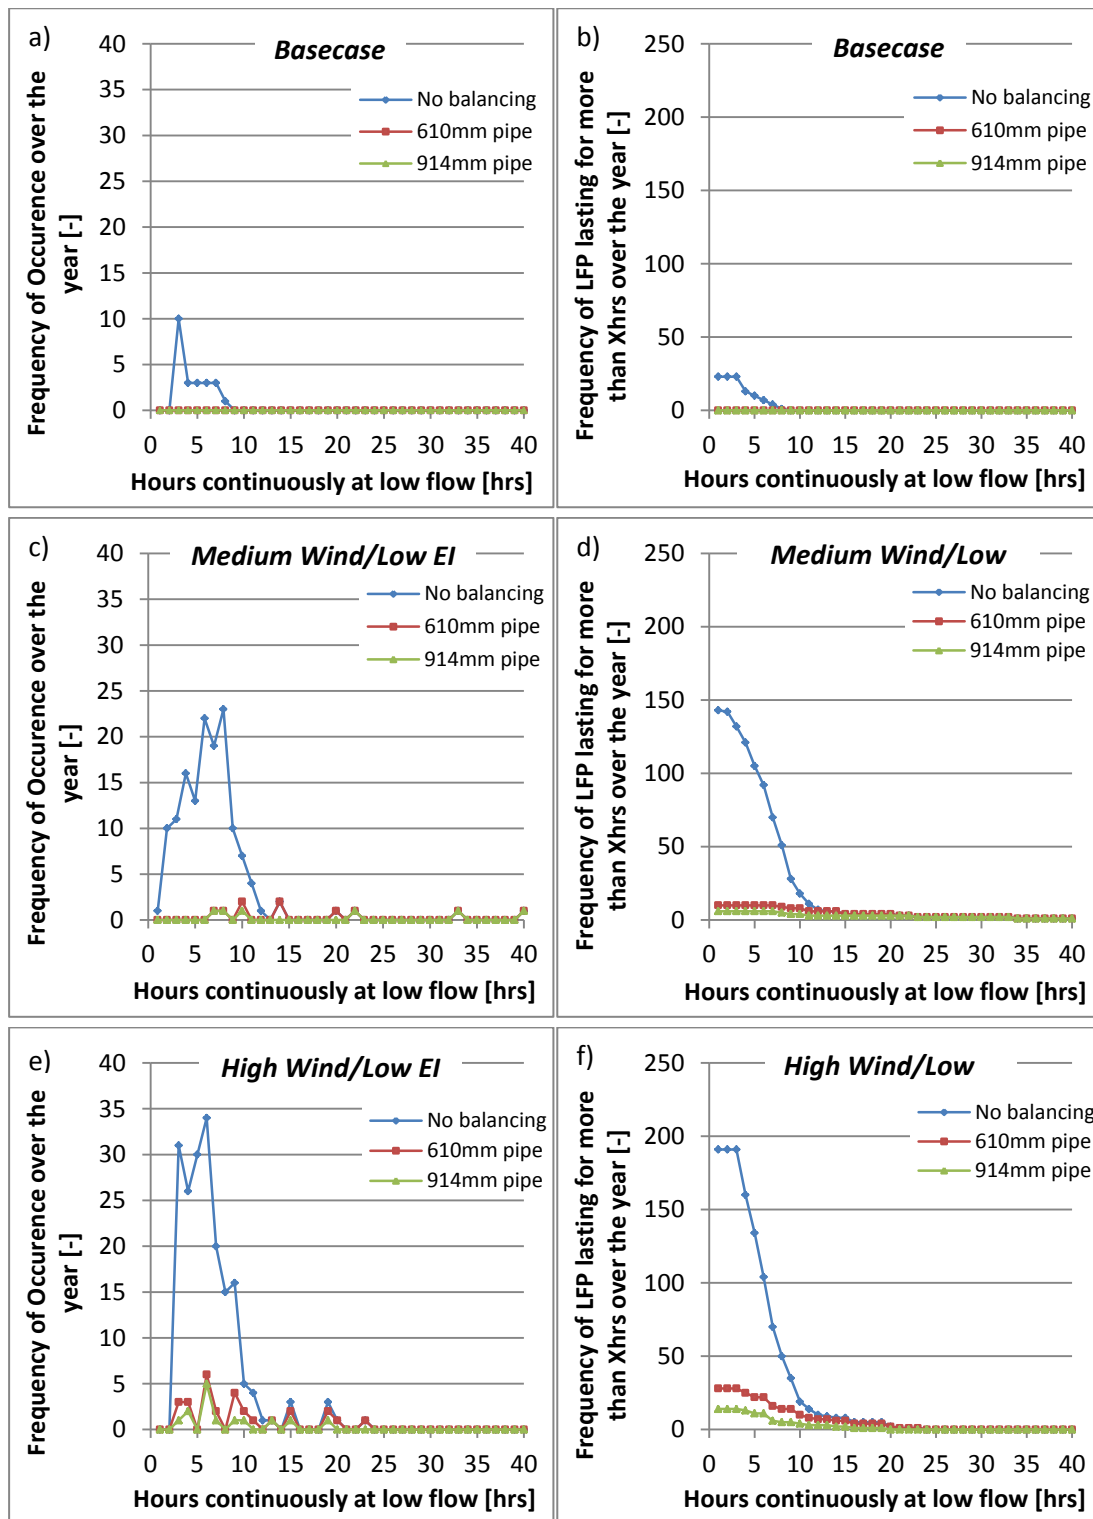 a)
Basecase
Frequency of Occurence over the
year [-]
40
35
30
25
20
15
10
5
0
No balancing
610mm pipe
914mm pipe
0 5 10 15 20 25 30 35 40
Hours continuously at low flow [hrs]
b)
Basecase
Frequency of LFP lasting for more
than Xhrs over the year [-]
250
200
150
100
50
0
No balancing
610mm pipe
914mm pipe
0 5 10 15 20 25 30 35 40
Hours continuously at low flow [hrs]
c)
Medium Wind/Low EI
Frequency of Occurence over the
year [-]
40
35
30
25
20
15
10
5
0
No balancing
610mm pipe
914mm pipe
0 5 10 15 20 25 30 35 40
Hours continuously at low flow [hrs]
d)
Medium Wind/Low
Frequency of LFP lasting for more
than Xhrs over the year [-]
250
200
150
100
50
0
No balancing
610mm pipe
914mm pipe
0 5 10 15 20 25 30 35 40
Hours continuously at low flow [hrs]
e)
High Wind/Low EI
Frequency of Occurence over the
year [-]
40
35
30
25
20
15
10
5
0
No balancing
610mm pipe
914mm pipe
0 5 10 15 20 25 30 35 40
Hours continuously at low flow [hrs]
f)
High Wind/Low
Frequency of LFP lasting for more
than Xhrs over the year [-]
250
200
150
100
50
0
No balancing
610mm pipe
914mm pipe
0 5 10 15 20 25 30 35 40
Hours continuously at low flow [hrs]